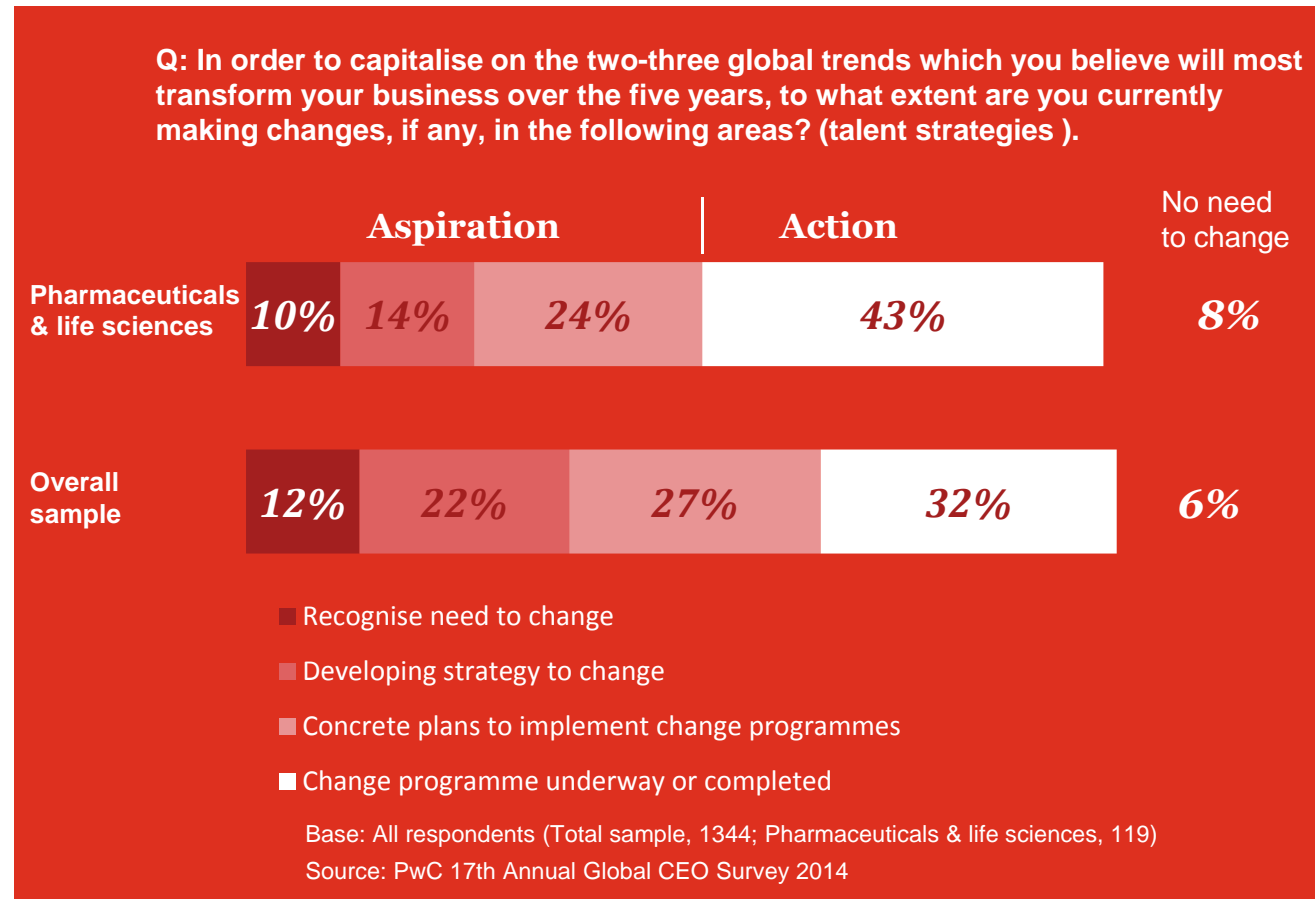 Q: In order to capitalise on the two-three global trends which you believe will most
transform your business over the five years, to what extent are you currently
making changes, if any, in the following areas? (talent strategies ).
Aspiration
Action
No need
to change
Pharmaceuticals
& life sciences
10%
14%
24%
43%
8%
Overall
sample
12%
22%
27%
32%
6%
Recognise need to change
Developing strategy to change
Concrete plans to implement change programmes
Change programme underway or completed
Base: All respondents (Total sample, 1344; Pharmaceuticals & life sciences, 119)
Source: PwC 17th Annual Global CEO Survey 2014